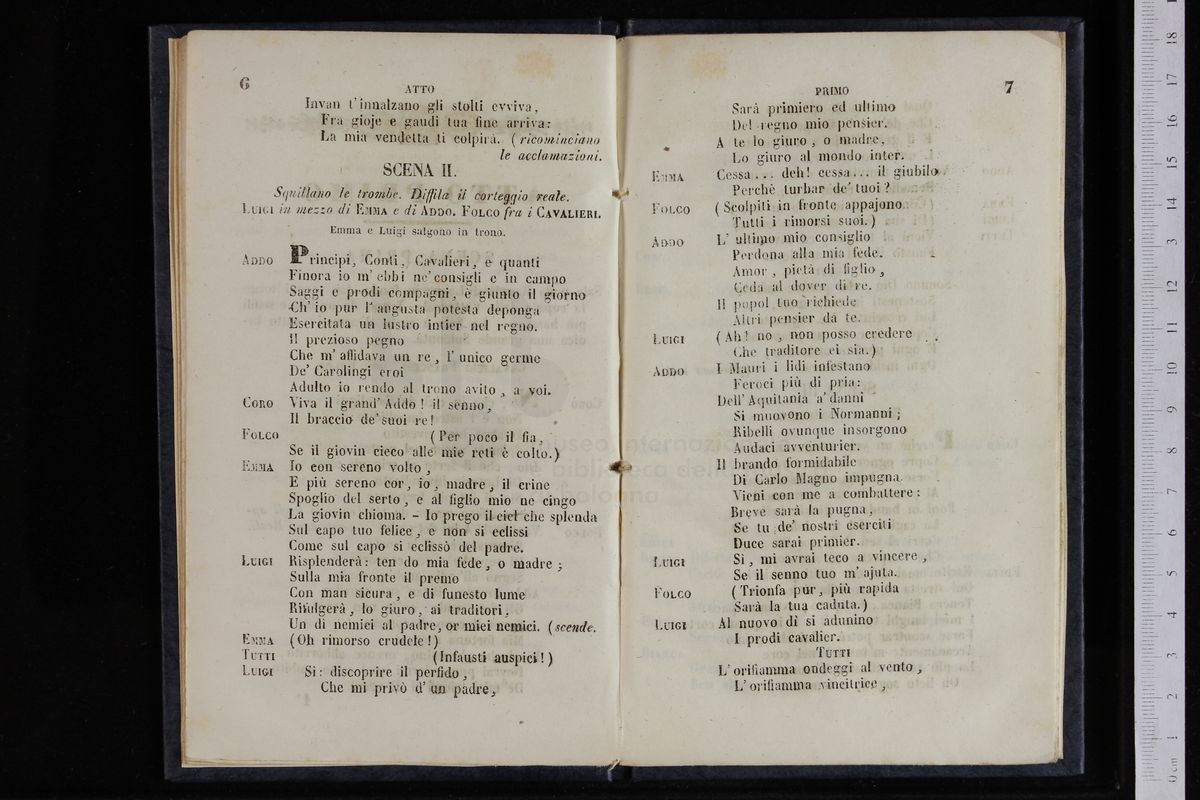 6
ATTO
Invan t'innalzano gli stolti evviva,
Fra gioje e gaudi tua fine arriva:
La mia vendetta ti colpirà. (ricominciano
le acclamazioni.
SCENA II.
Squillano le trombe. Diffila il corteggio reale.
LUIGI in mezzo di EMMA e di ADDO. FOLCO fra i CAVALIERI.
Emma e Luigi salgono in trono.
ADDO Principi, Conti, Cavalieri, e quanti
Finora io m'ebbi ne'consigli e in campo
Saggi e prodi compagni, è giunto il giorno
Ch'io pur l'augusta potestà deponga
Esercitata un lustro intier nel regno.
Il prezioso pegno
Che m'affidava un re, l'unico germe
De' Carolingi eroi
Adulto io rendo al trono avito, a voi.
CORO Viva il grand'Addo! il senno,
Il braccio de'suoi re!
FOLCO (Per poco il fia,
Se il giovin cieco alle mie reti è colto.)
EMMA Io con sereno volto,
E più sereno cor, io, madre, il crine
Spoglio del serto, e al figlio mio ne cingo
La giovin chioma. - Io prego il ciel che splenda
Sul capo tuo felice, e non si eclissi
Come sul capo si eclissò del padre.
LUIGI Risplenderà: ten do mia fede, o madre;
Sulla mia fronte il premo
Con man sicura, e di funesto lume
Rifulgerà, lo giuro, ai traditori,
Un dì nemici al padre, or miei nemici. (scende.
EMMA (Oh rimorso crudele!)
TUTTI (Infausti auspici!)
LUIGI Si: discoprire il perfido,
Che mi privò d'un padre,
PRIMO
7
Sarà primiero ed ultimo
Del regno mio pensier.
A te lo giuro, o madre,
Lo giuro al mondo inter.
EMMA Cessa... deh! cessa... il giubilo
Perchè turbar de'tuoi?
FOLCO (Scolpiti in fronte appajono
Tutti i rimorsi suoi.)
ADDO L'ultimo mio consiglio
Perdona alla mia fede.
Amor, pietà di figlio,
Ceda al dover di re.
Il popol tuo richiede
Altri pensier da te.
LUIGI (Ah! no, non posso credere
Che traditore ei sia.)
ADDO I Mauri i lidi infestano
Feroci più di pria:
Dell'Aquitania a'danni
Si muovono i Normanni;
Ribelli ovunque insorgono
Audaci avventurier.
Il brando formidabile
Di Carlo Magno impugna.
Vieni con me a combattere:
Breve sarà la pugna,
Se tu de' nostri eserciti
Duce sarai primier.
LUIGI Si, mi avrai teco a vincere,
Se il senno tuo m'ajuta.
FOLCO (Trionfa pur, più rapida
Sarà la tua caduta.)
LUIGI Al nuovo dì si adunino
I prodi cavalier.
TUTTI
L'orifiamma ondeggi al vento,
L'orifiamma vincitrice,